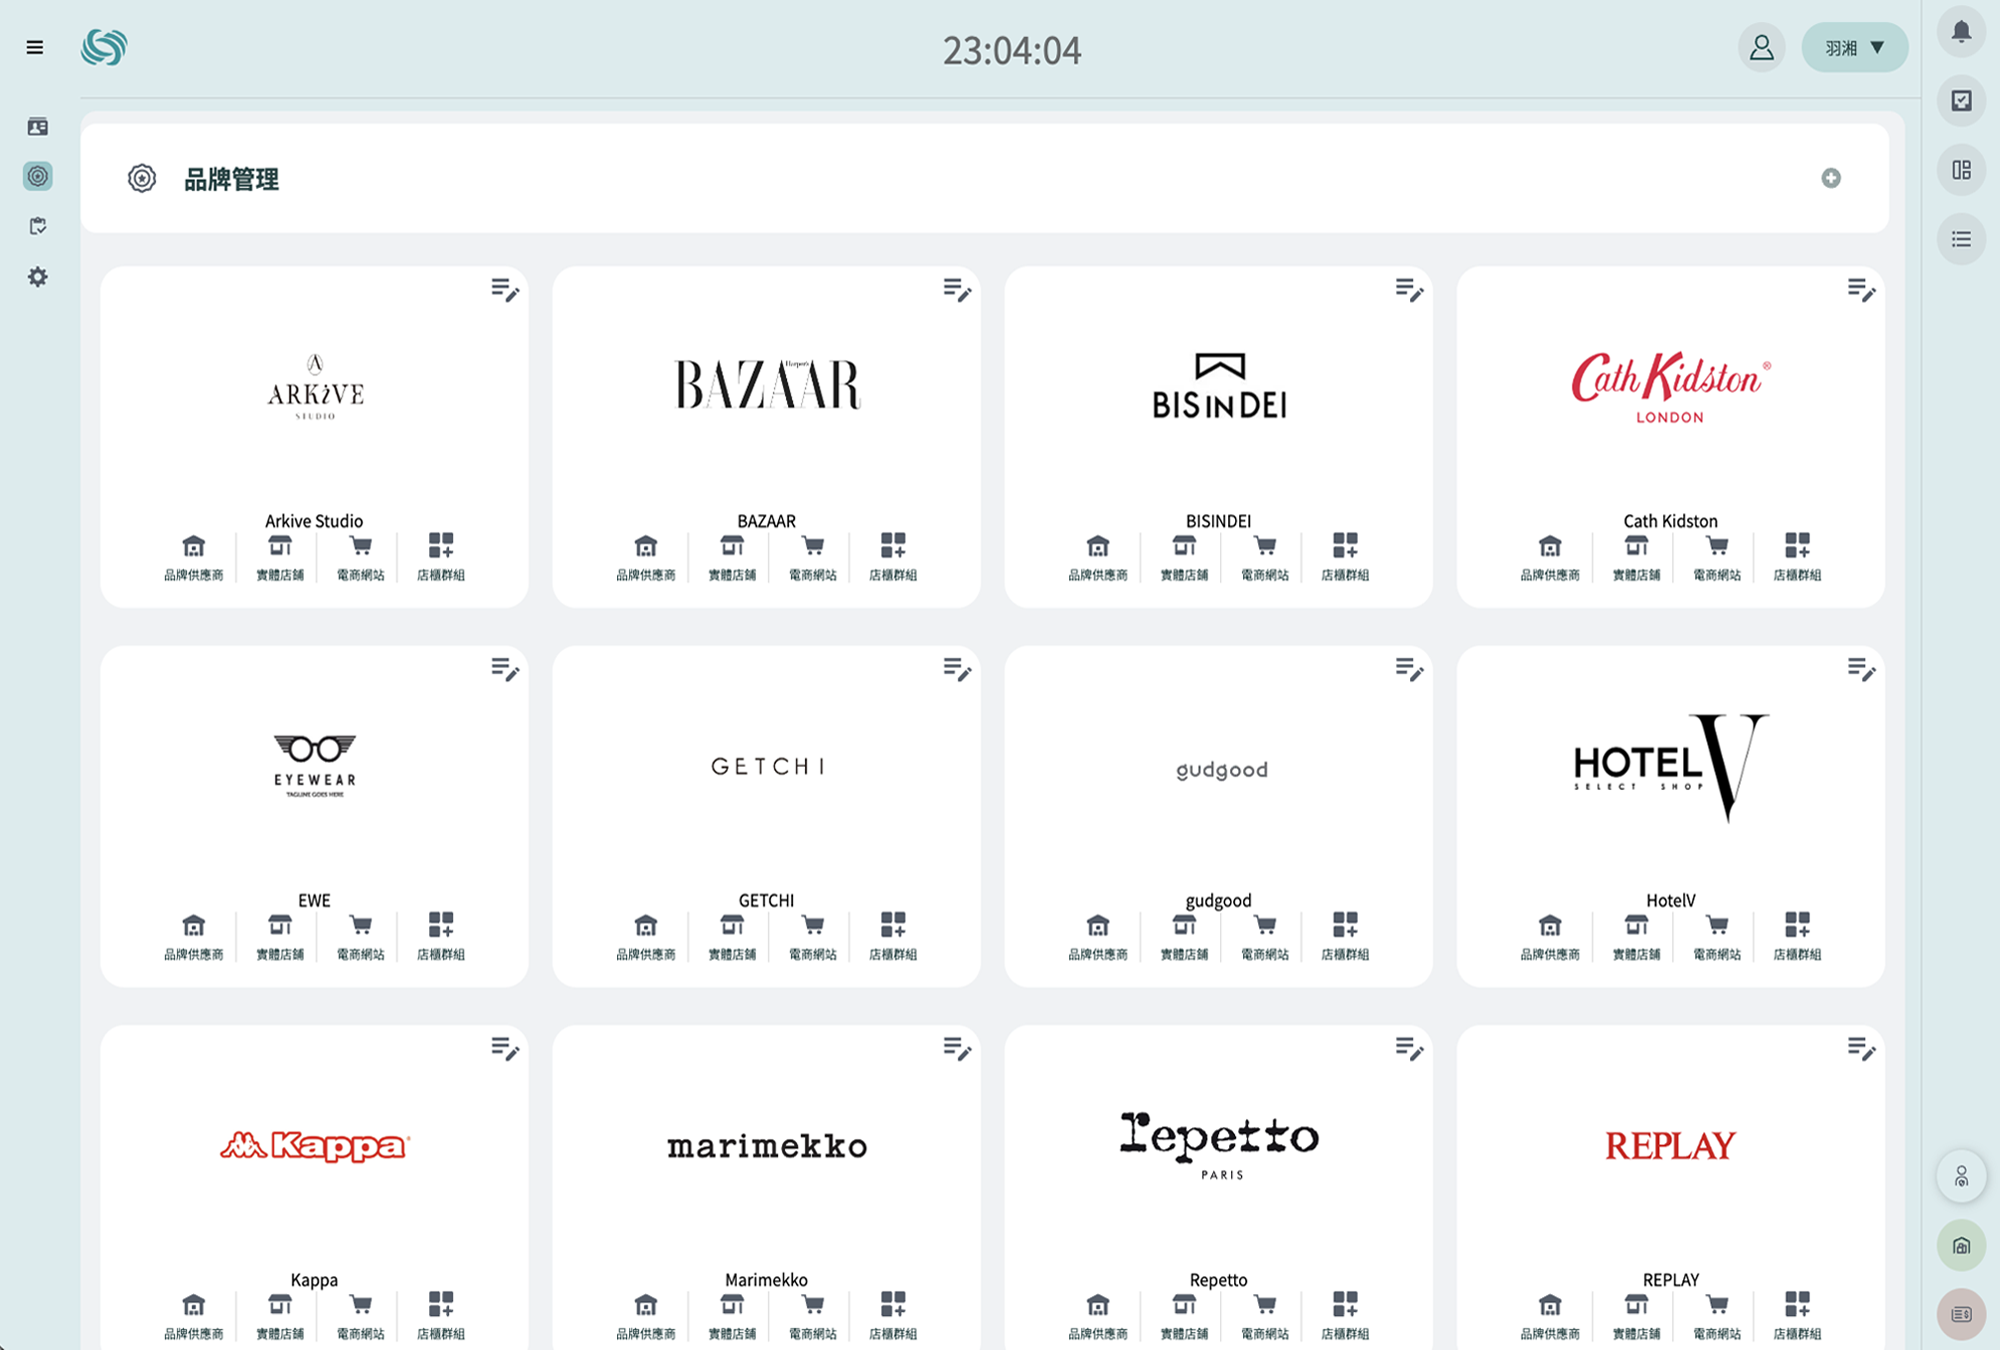 23:04:04
羽湘 ▼
品牌管理
ARKiVE
STUDIO
Harper's
BAZAAR
BISINDEI
Cath Kidston®
LONDON
Arkive Studio
BAZAAR
BISINDEI
Cath Kidston
品牌供應商 實體店鋪 電商網站 店櫃群組
品牌供應商 實體店鋪 電商網站 店櫃群組
品牌供應商 實體店鋪 電商網站 店櫃群組
品牌供應商 實體店鋪 電商網站 店櫃群組
EYEWEAR
TAGLINE GOES HERE
GETCHI
gudgood
HOTEL V
SELECT SHOP
EWE
GETCHI
gudgood
HotelV
品牌供應商 實體店鋪 電商網站 店櫃群組
品牌供應商 實體店鋪 電商網站 店櫃群組
品牌供應商 實體店鋪 電商網站 店櫃群組
品牌供應商 實體店鋪 電商網站 店櫃群組
Kappa
marimekko
repetto
PARIS
REPLAY
Kappa
Marimekko
Repetto
REPLAY
品牌供應商 實體店鋪 電商網站 店櫃群組
品牌供應商 實體店鋪 電商網站 店櫃群組
品牌供應商 實體店鋪 電商網站 店櫃群組
品牌供應商 實體店鋪 電商網站 店櫃群組